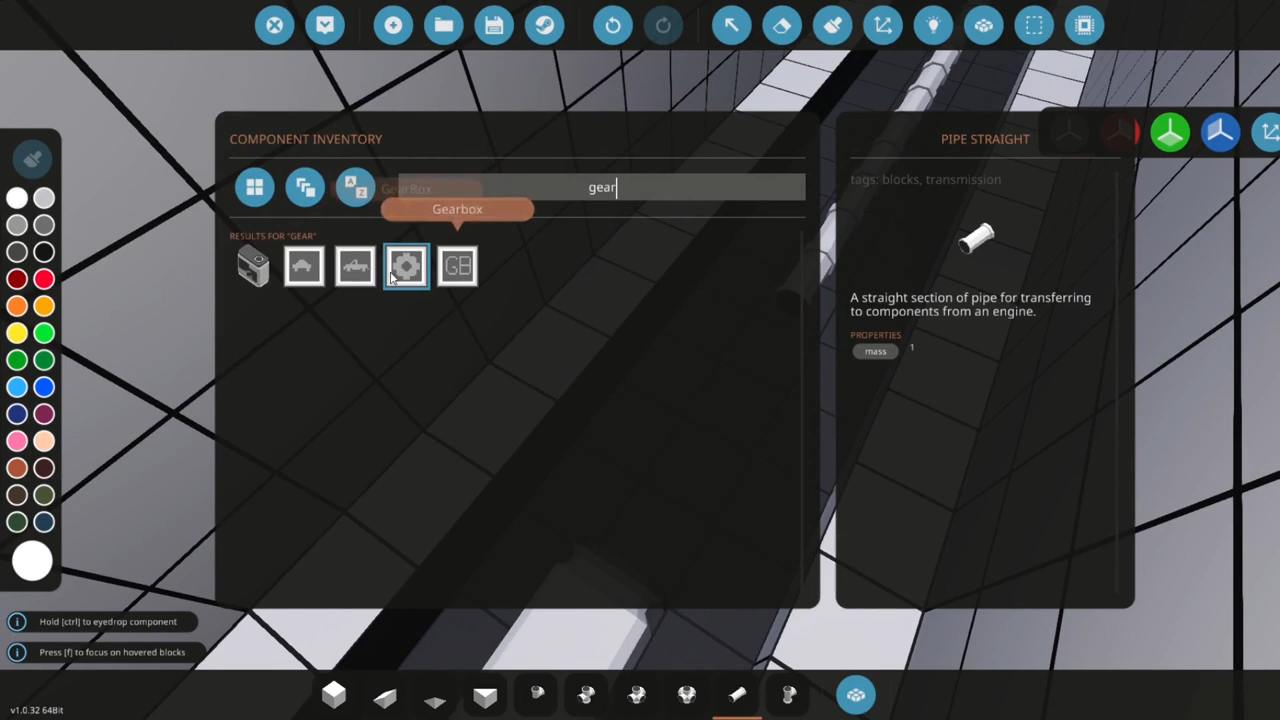 COMPONENT INVENTORY
PIPE STRAIGHT
tags: blocks, transmission
GearBox
gear
Gearbox
RESULTS FOR "GEAR"
GB
A straight section of pipe for transferring
to components from an engine.
PROPERTIES
mass 1
Hold [ctrl] to eyedrop component
Press [f] to focus on hovered blocks
v1.0.32 64Bit